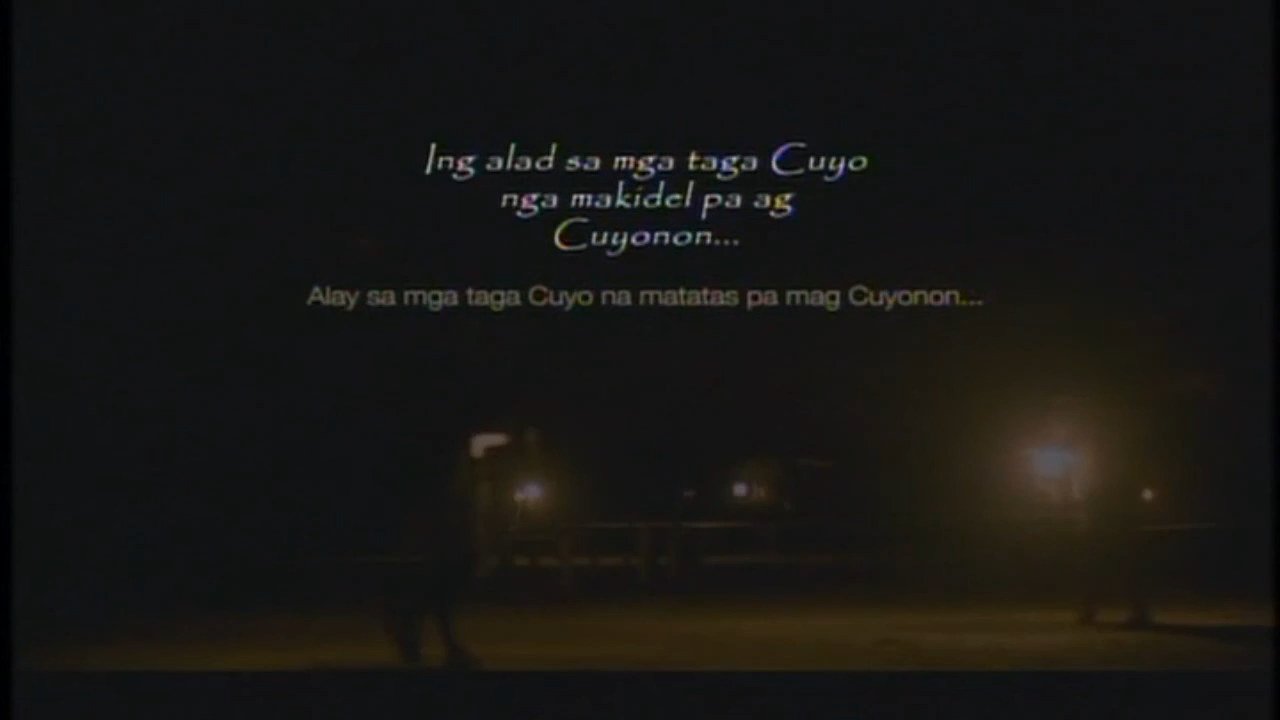 Ing alad sa mga taga Cuyo
nga makidel pa ag
Cuyonon...
Alay sa mga taga Cuyo na matatas pa mag Cuyonon...